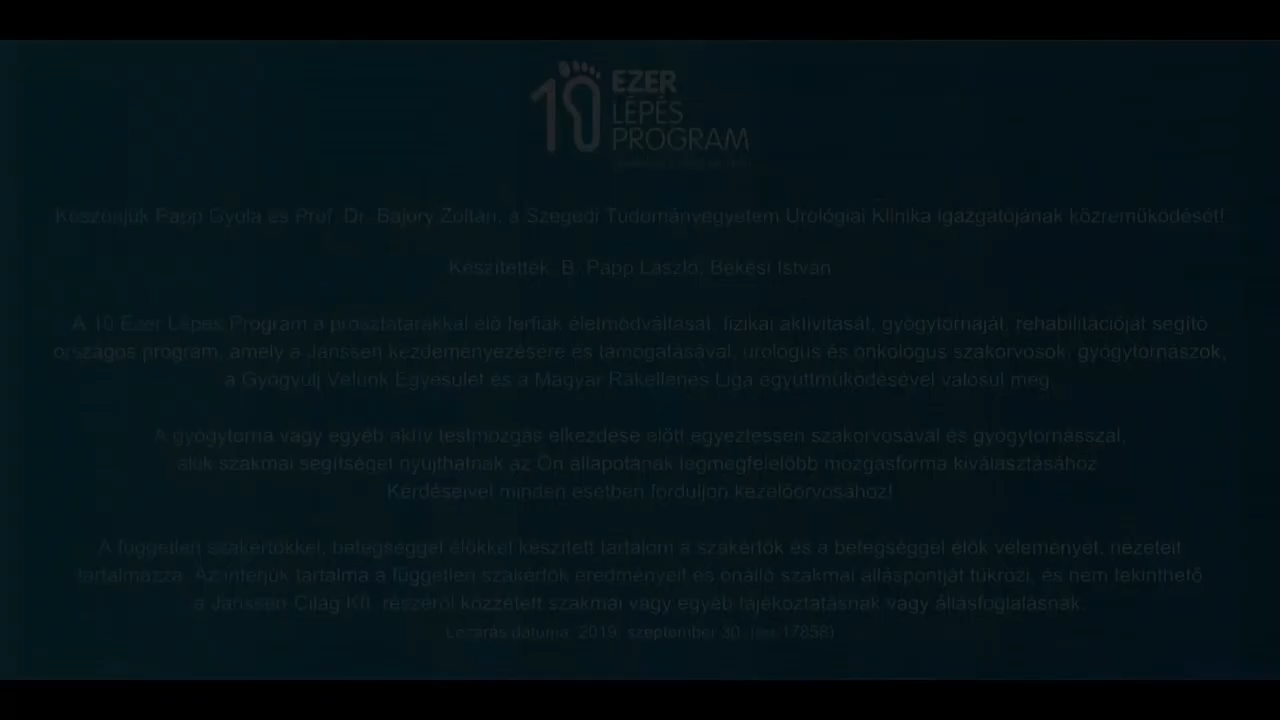 10 EZER
LÉPÉS
PROGRAM
Köszönjük Papp Gyula és Prof. Dr. Bajory Zoltán, a Szegedi Tudományegyetem Urológiai Klinika igazgatójának közreműködését!
Készítették: B. Papp László, Békési István
A 10 Ezer Lépés Program a prosztatarákkal élő férfiak életmódváltását, fizikai aktivitását, gyógytornáját, rehabilitációját segítő
országos program, amely a Janssen kezdeményezésére és támogatásával, urológus és onkológus szakorvosok, gyógytornászok,
a Gyógyulj Velünk Egyesület és a Magyar Rákellenes Liga együttműködésével valósul meg.
A gyógytorna vagy egyéb aktív testmozgás elkezdése előtt egyeztessen szakorvosával és gyógytornásszal,
akik szakmai segítséget nyújthatnak az Ön állapotának legmegfelelőbb mozgásforma kiválasztásához
Kérdéseivel minden esetben forduljon kezelőorvosához!
A független szakértőkkel, betegséggel élőkkel készített tartalom a szakértők és a betegséggel élők véleményét, nézeteit
tartalmazza. Az interjúk tartalma a független szakértők eredményeit és önálló szakmai álláspontját tükrözi, és nem tekinthető
a Janssen-Cilag Kft. részéről közzétett szakmai vagy egyéb tájékoztatásnak vagy állásfoglalásnak.
Lezárás dátuma: 2019. szeptember 30.